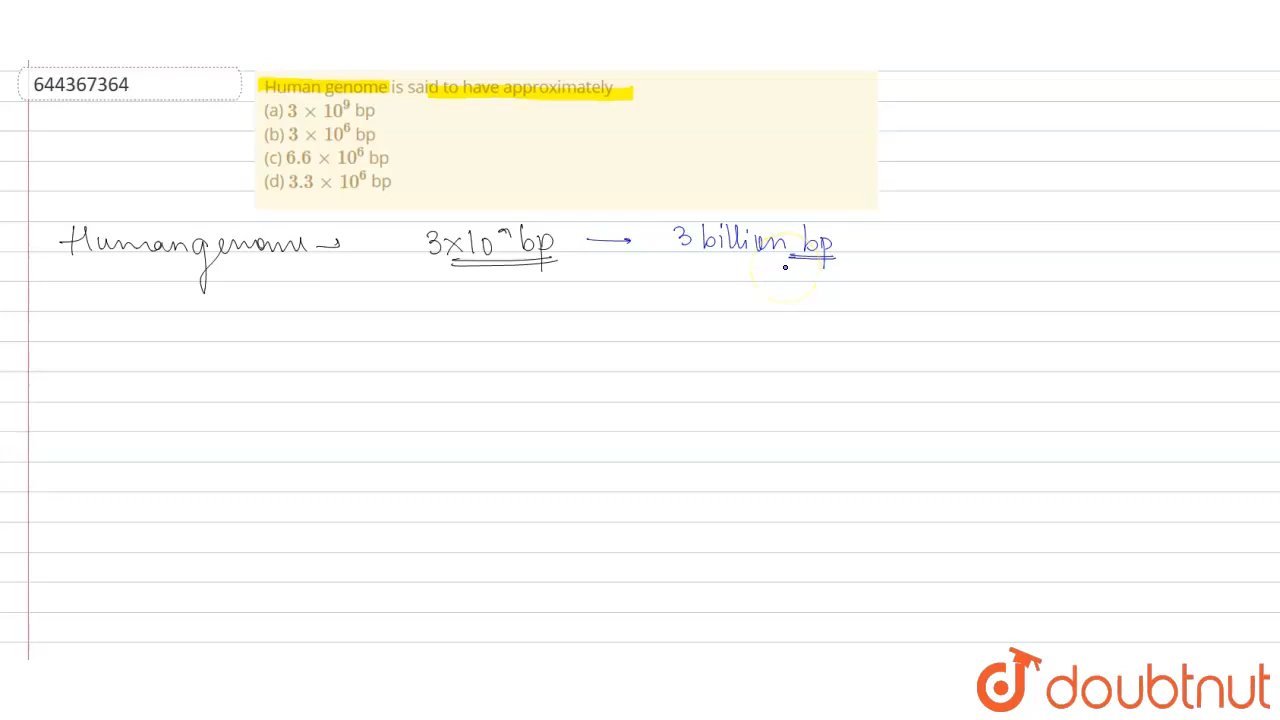 644367364
Human genome is said to have approximately
(a) 3 × 10⁹ bp
(b) 3 × 10⁶ bp
(c) 6.6 × 10⁶ bp
(d) 3.3 × 10⁶ bp
Human genome → 3×10⁹ bp → 3 billion bp
doubtnut